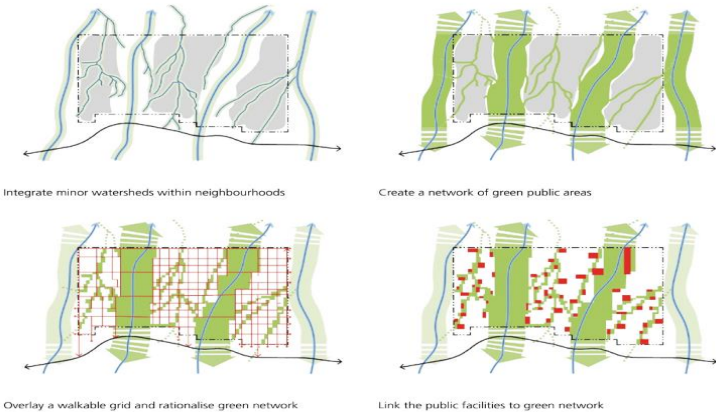 Integrate minor watersheds within neighbourhoods
Create a network of green public areas
Overlay a walkable grid and rationalise green network
Link the public facilities to green network